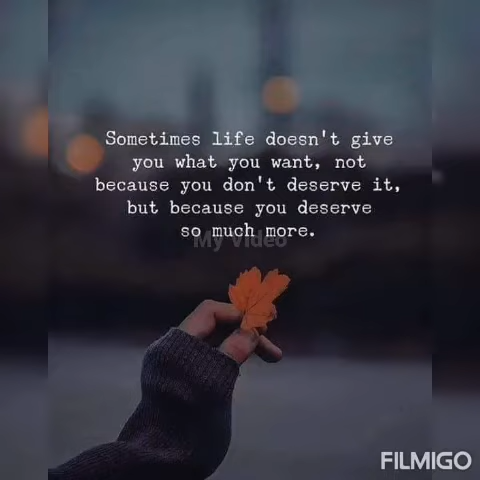 Sometimes life doesn't give
you what you want, not
because you don't deserve it,
but because you deserve
so much more.
My Video
FILMIGO